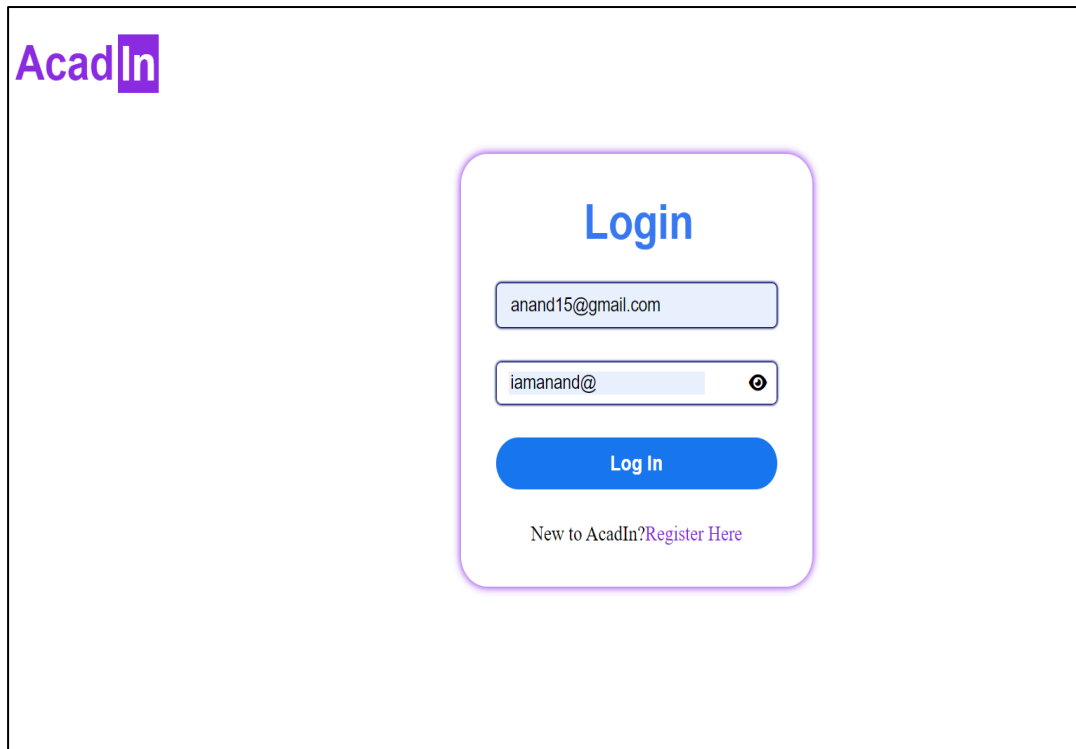 AcadIn
Login
anand15@gmail.com
iamanand@
Log In
New to AcadIn?Register Here